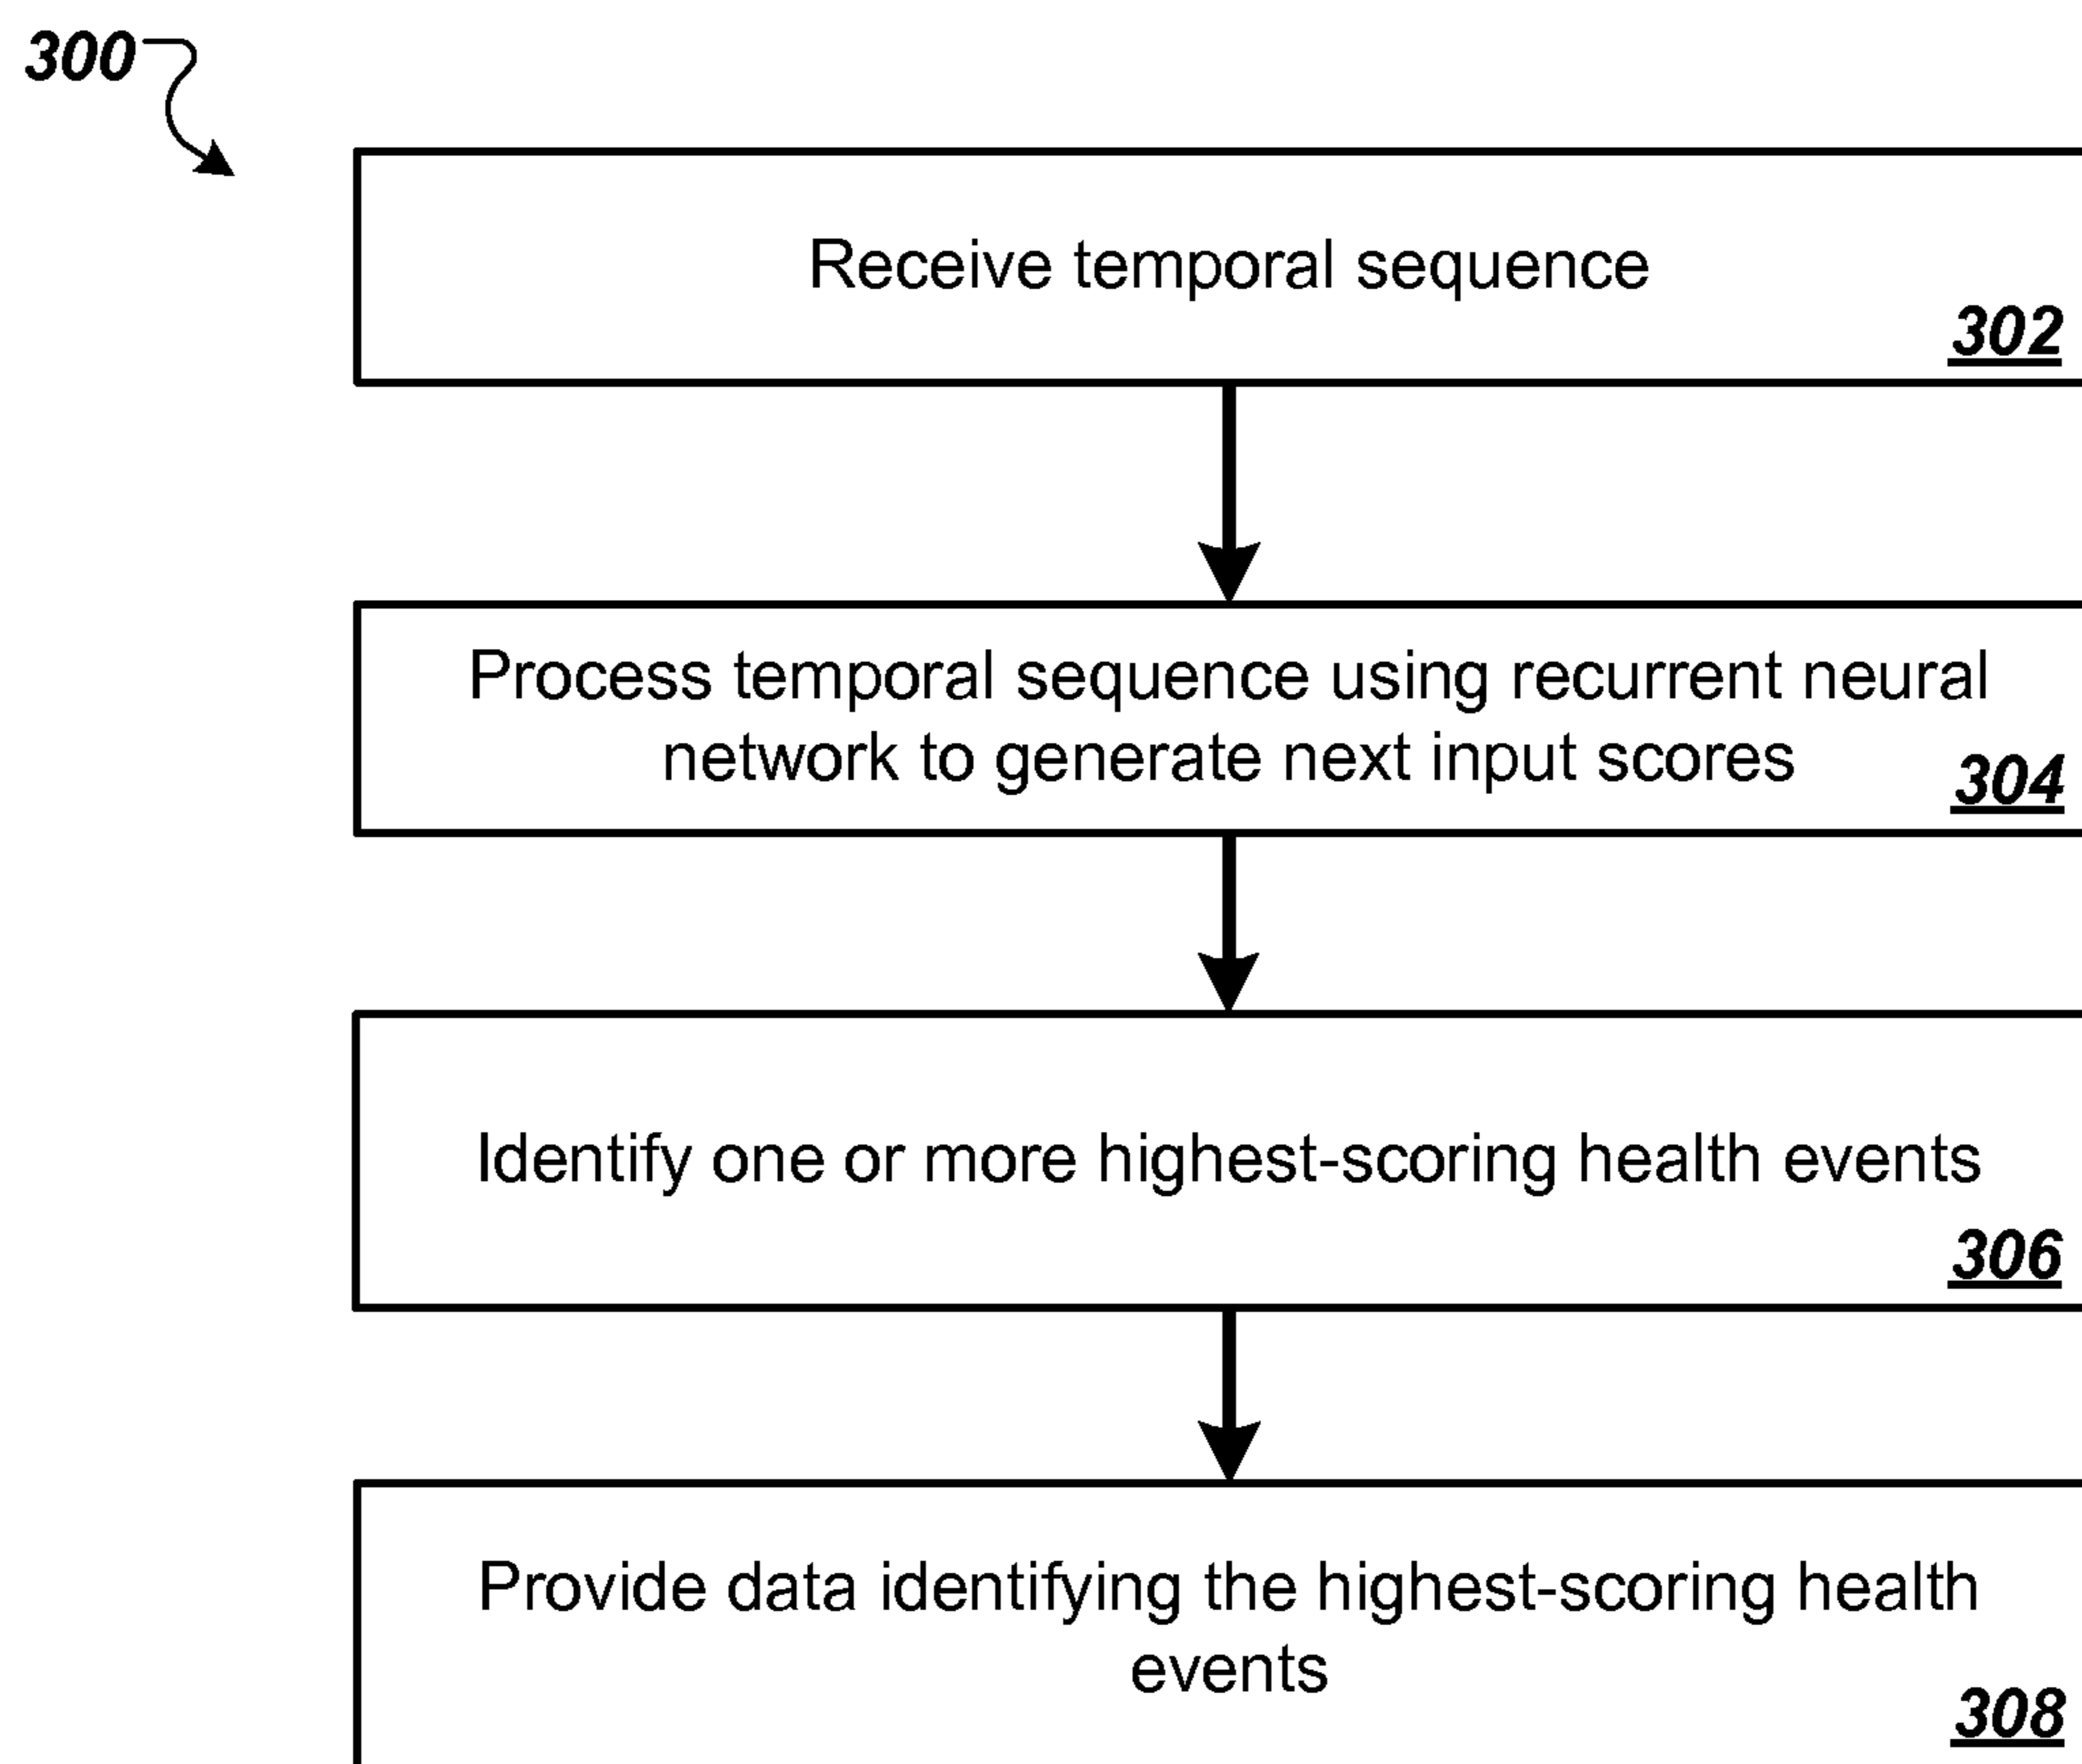 300
Receive temporal sequence
302
Process temporal sequence using recurrent neural
network to generate next input scores
304
Identify one or more highest-scoring health events
306
Provide data identifying the highest-scoring health
events
308